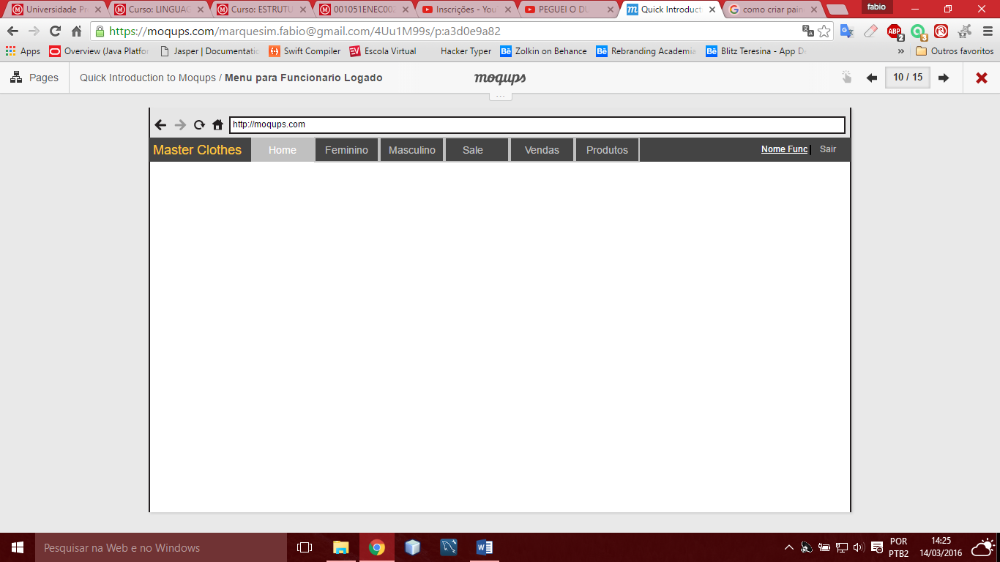 Universidade Pr
Curso: LINGUAG
Curso: ESTRUTU
001051ENEC002
Inscrições - You
PEGUEI O DU
Quick Introduct
como criar pain
fabio
https://moqups.com/marquesim.fabio@gmail.com/4Uu1M99s/p:a3d0e9a82
ABP 2 3
Apps Overview (Java Platfor Jasper | Documentatic Swift Compiler Escola Virtual Hacker Typer Zolkin on Behance Rebranding Academia Blitz Teresina - App De » Outros favoritos
Pages Quick Introduction to Moqups / Menu para Funcionario Logado moqups 10 / 15
...
http://moqups.com
Master Clothes Home Feminino Masculino Sale Vendas Produtos Nome Func Sair
Pesquisar na Web e no Windows
POR
PTB2
14:25
14/03/2016